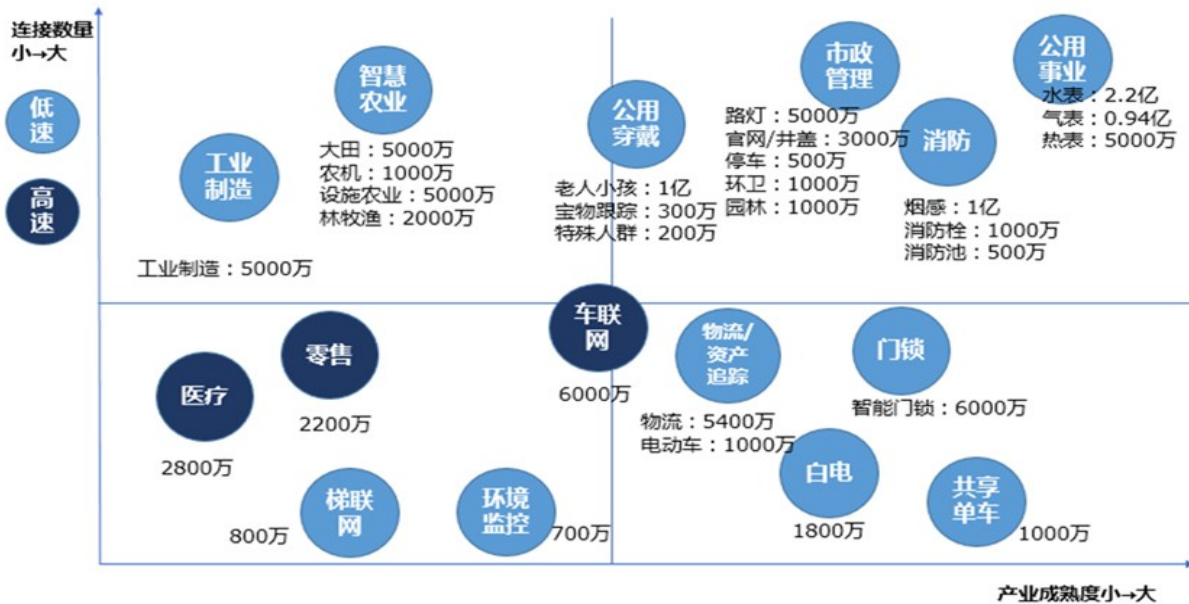 连接数量
小→大
低
速
高
速
工业
制造
工业制造：5000万
智慧
农业
大田：5000万
农机：1000万
设施农业：5000万
林牧渔：2000万
公用
穿戴
老人小孩：1亿
宝物跟踪：300万
特殊人群：200万
市政
管理
路灯：5000万
官网/井盖：3000万
停车：500万
环卫：1000万
园林：1000万
消防
烟感：1亿
消防栓：1000万
消防池：500万
公用
事业
水表：2.2亿
气表：0.94亿
热表：5000万
医疗
2800万
零售
2200万
车联
网
6000万
物流/
资产
追踪
物流：5400万
电动车：1000万
门锁
智能门锁：6000万
梯联
网
800万
环境
监控
700万
白电
1800万
共享
单车
1000万
产业成熟度小→大